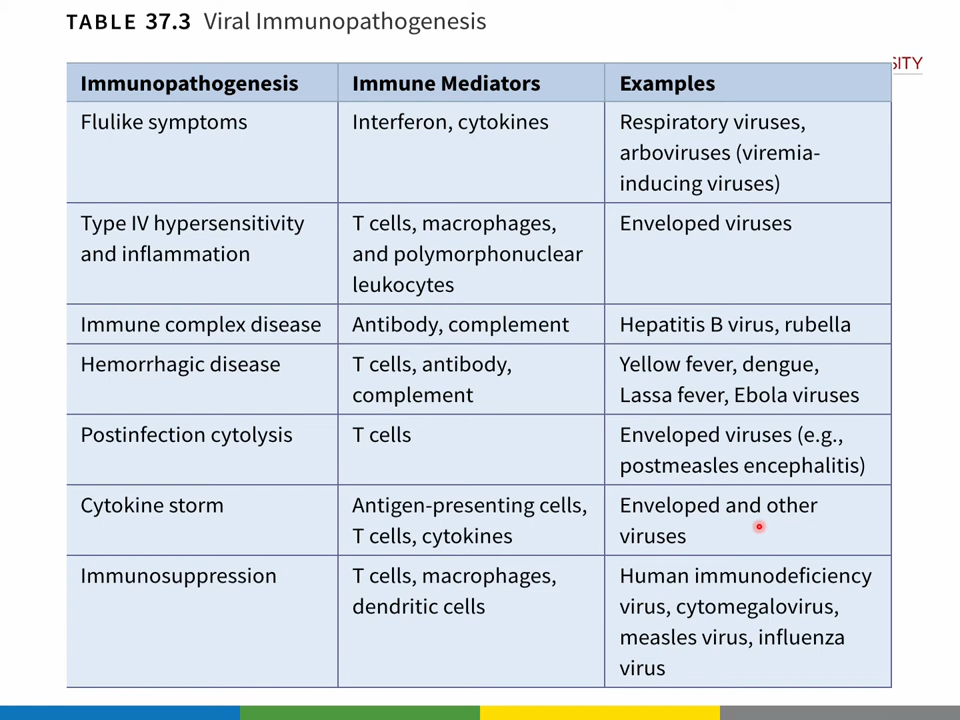 TABLE 37.3 Viral Immunopathogenesis
SITY
Immunopathogenesis Immune Mediators Examples
Flulike symptoms Interferon, cytokines Respiratory viruses,
arboviruses (viremia-
inducing viruses)
Type IV hypersensitivity T cells, macrophages, Enveloped viruses
and inflammation and polymorphonuclear
leukocytes
Immune complex disease Antibody, complement Hepatitis B virus, rubella
Hemorrhagic disease T cells, antibody, Yellow fever, dengue,
complement Lassa fever, Ebola viruses
Postinfection cytolysis T cells Enveloped viruses (e.g.,
postmeasles encephalitis)
Cytokine storm Antigen-presenting cells, Enveloped and other
T cells, cytokines viruses
Immunosuppression T cells, macrophages, Human immunodeficiency
dendritic cells virus, cytomegalovirus,
measles virus, influenza
virus